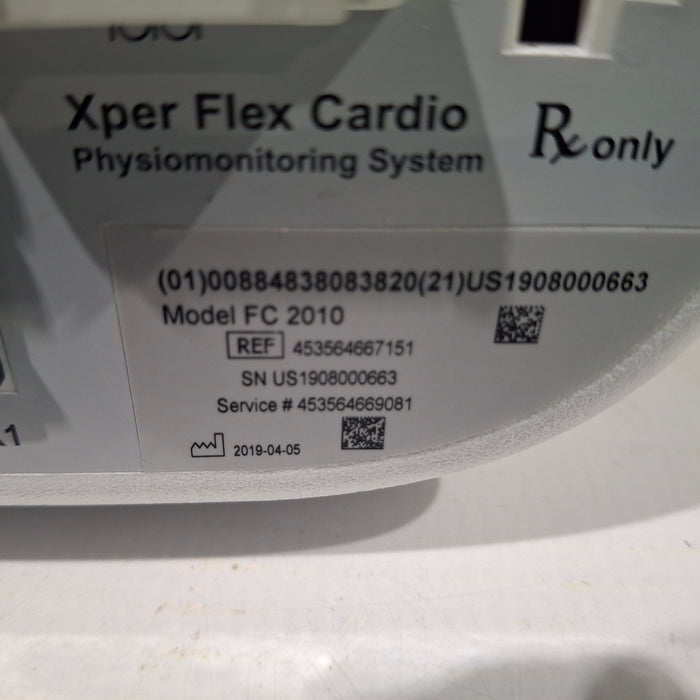 Xper Flex Cardio
Physiomonitoring System
Rx only
(01)00884838083820(21)US1908000663
Model FC 2010
REF 453564667151
SN US1908000663
Service # 453564669081
2019-04-05